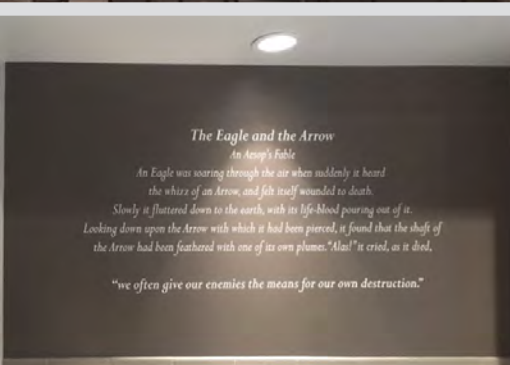 The Eagle and the Arrow
An Aesop's Fable
An Eagle was soaring through the air when suddenly it heard
the whizz of an Arrow, and felt itself wounded to death.
Slowly it fluttered down to the earth, with its life-blood pouring out of it.
Looking down upon the Arrow with which it had been pierced, it found that the shaft of
the Arrow had been feathered with one of its own plumes. "Alas!" it cried, as it died,
"we often give our enemies the means for our own destruction."